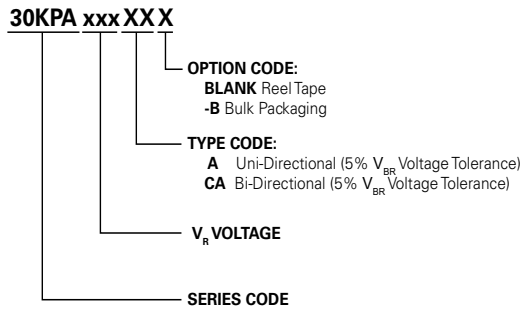 30KPA xxx XX X
OPTION CODE:
BLANK Reel Tape
-B Bulk Packaging
TYPE CODE:
A Uni-Directional (5% VBR Voltage Tolerance)
CA Bi-Directional (5% VBR Voltage Tolerance)
VR VOLTAGE
SERIES CODE